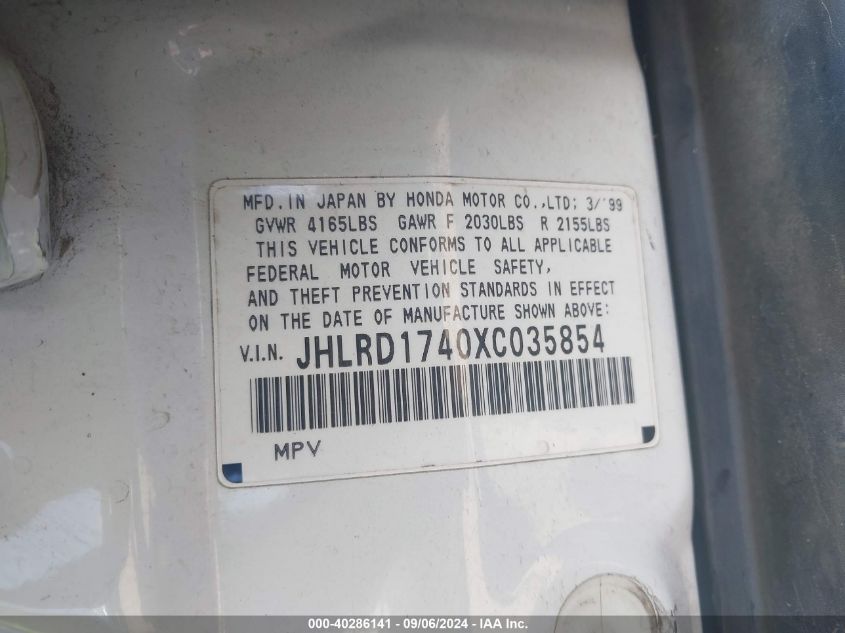 MFD. IN JAPAN BY HONDA MOTOR CO., LTD; 3/'99
GVWR 4165LBS GAWR F 2030LBS R 2155LBS
THIS VEHICLE CONFORMS TO ALL APPLICABLE
FEDERAL MOTOR VEHICLE SAFETY,
AND THEFT PREVENTION STANDARDS IN EFFECT
ON THE DATE OF MANUFACTURE SHOWN ABOVE:
V.I.N. JHLRD1740XC035854
MPV
000-40286141 - 09/06/2024 - IAA Inc.